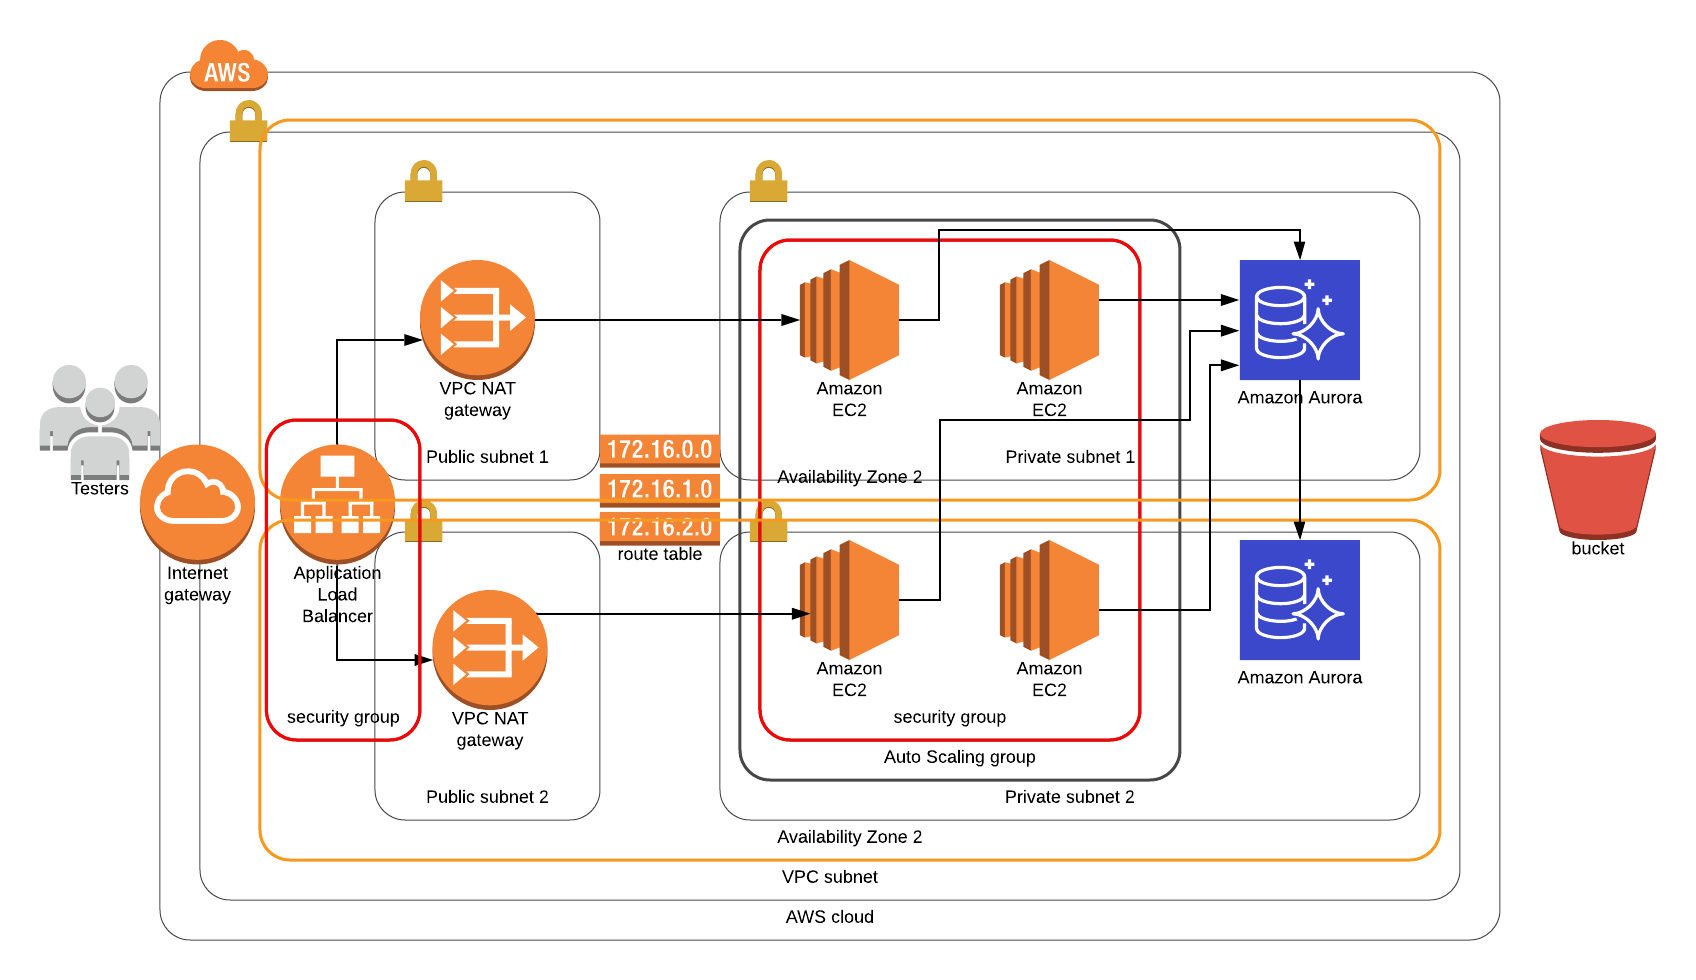 AWS
VPC NAT
gateway
Amazon
EC2
Amazon
EC2
Amazon Aurora
Public subnet 1
172.16.0.0
Private subnet 1
Availability Zone 2
Testers
172.16.1.0
172.16.2.0
route table
bucket
Internet
gateway
Application
Load
Balancer
Amazon
EC2
Amazon
EC2
Amazon Aurora
security group
VPC NAT
gateway
security group
Auto Scaling group
Public subnet 2
Private subnet 2
Availability Zone 2
VPC subnet
AWS cloud